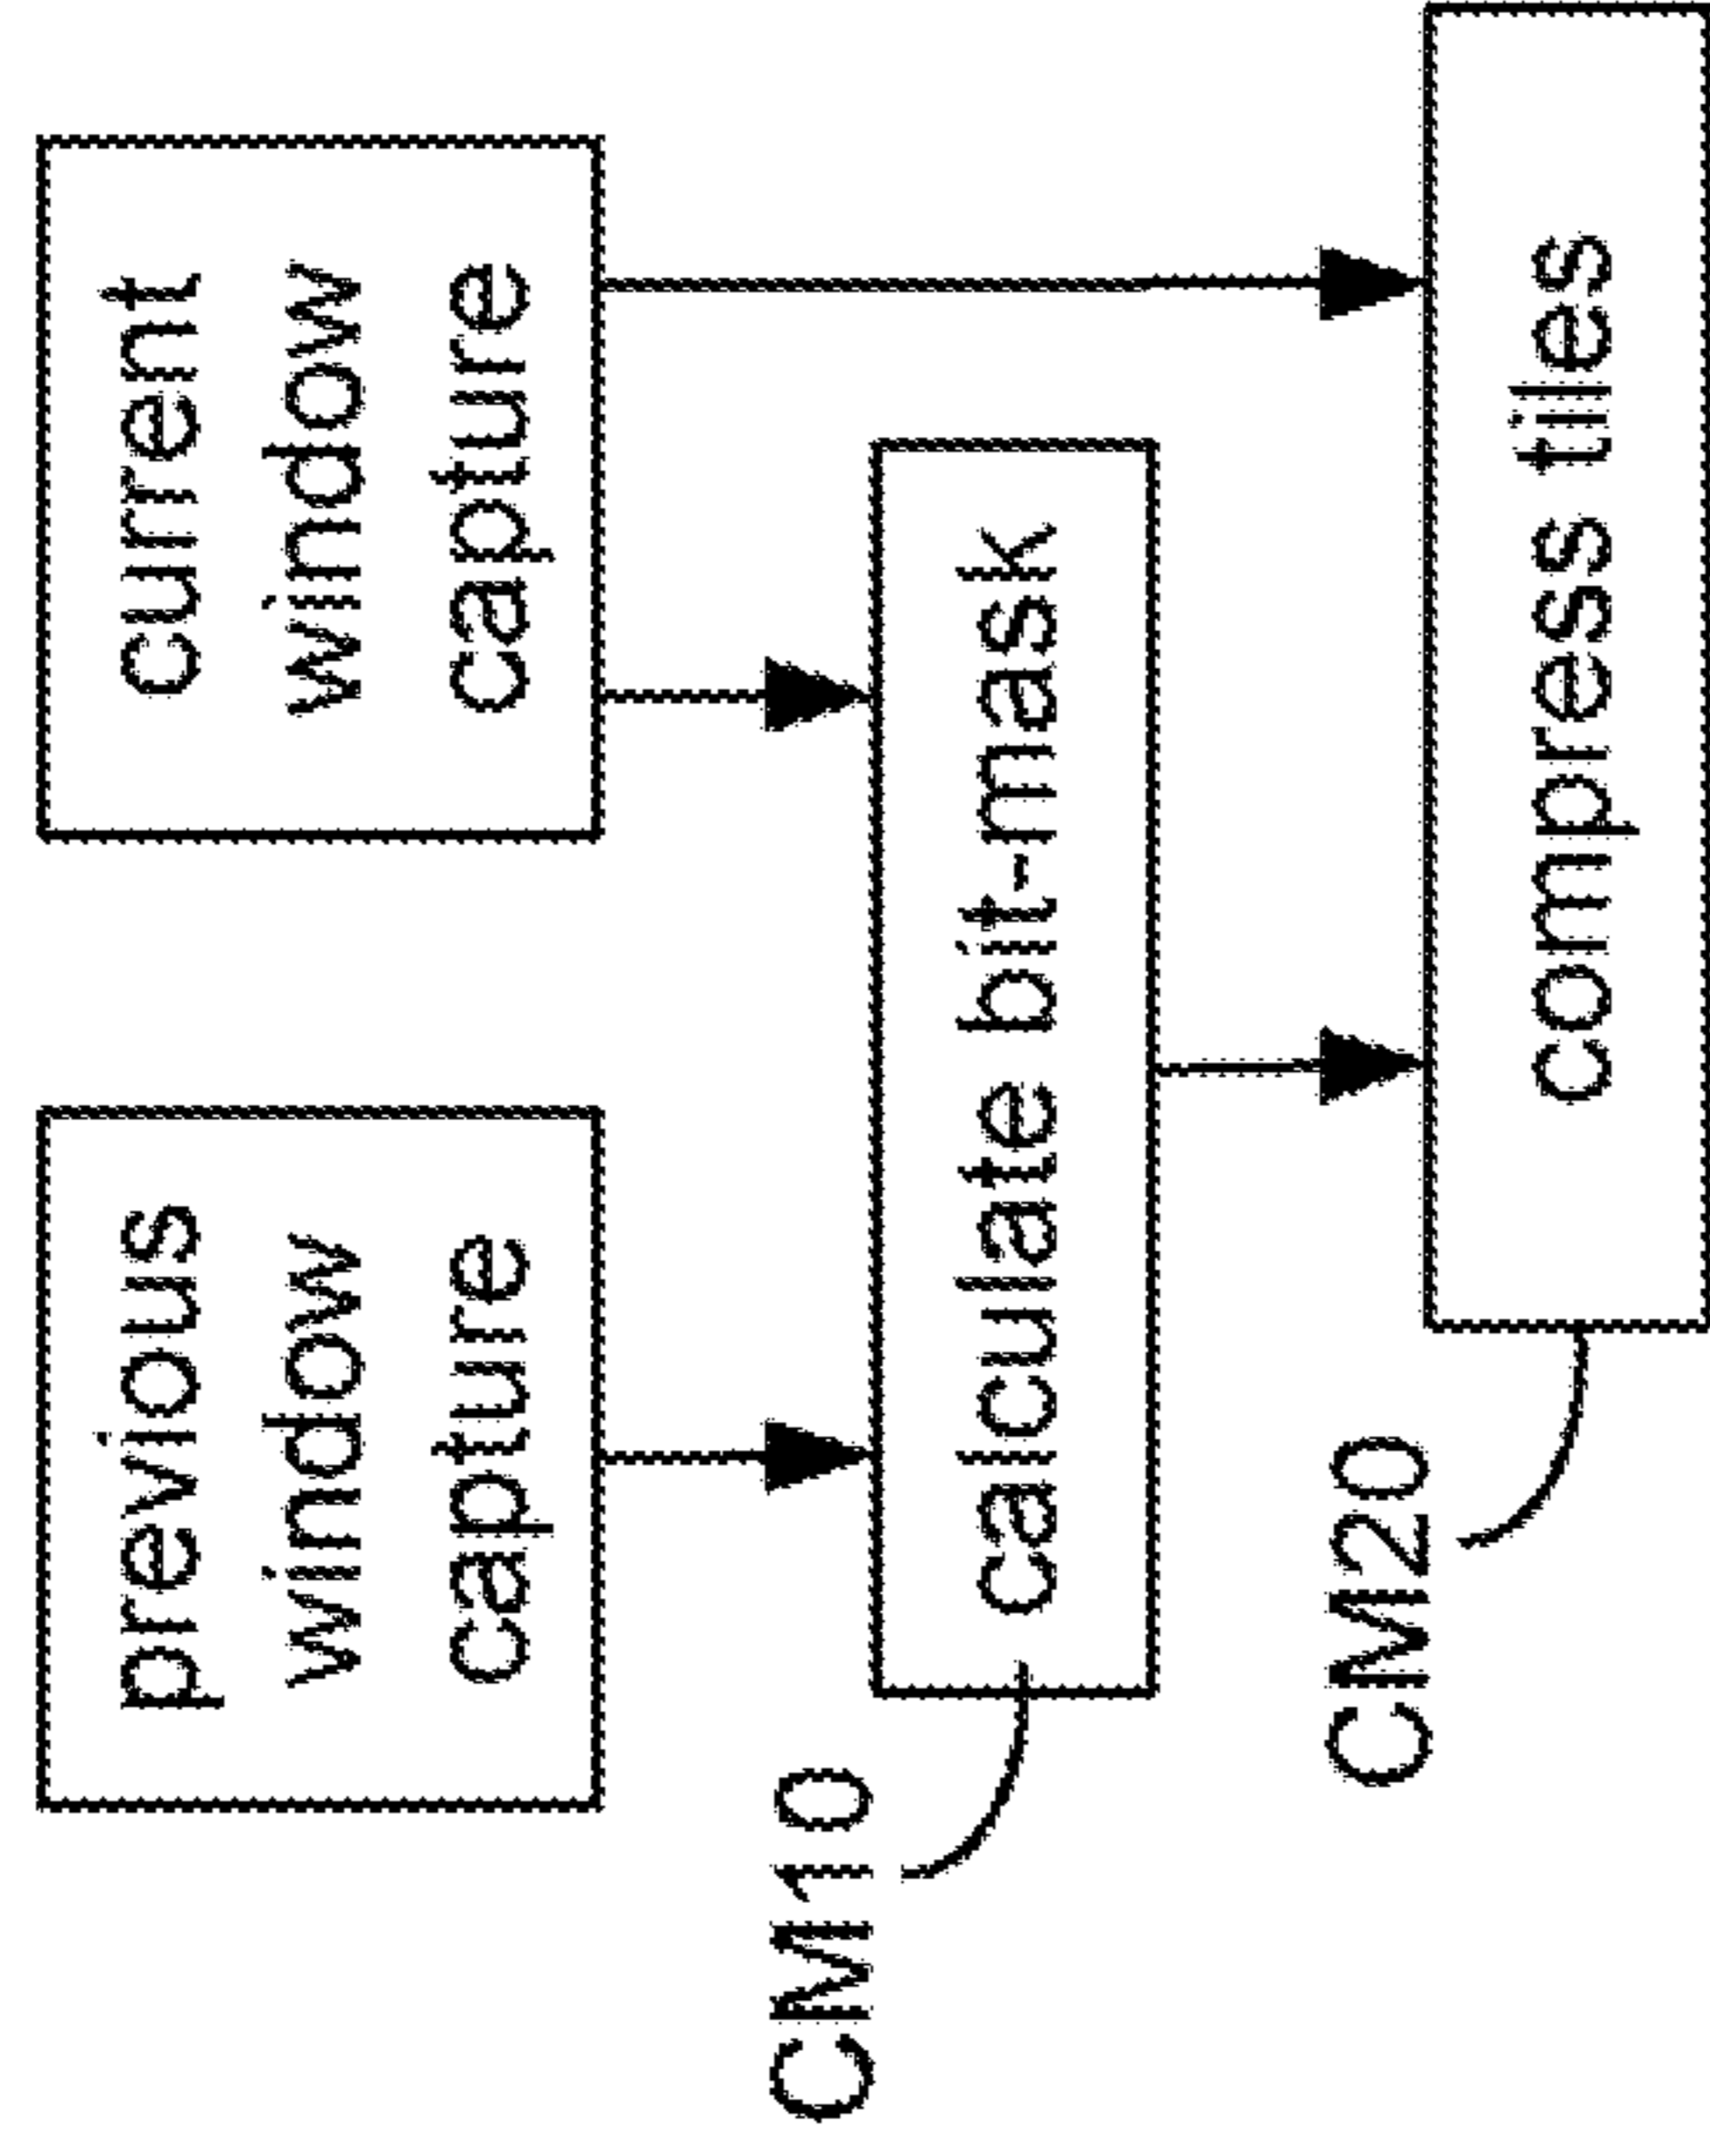 previous
window
capture
current
window
capture
CM10
calculate bit-mask
CM20
compress tiles